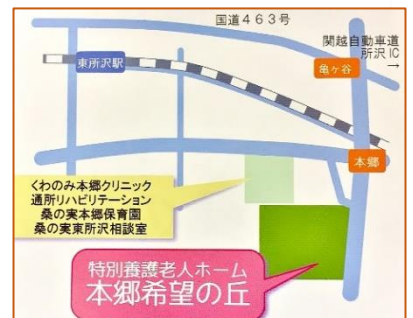 国道463号
関越自動車道
所沢IC
→
東所沢駅
亀ヶ谷
本郷
くわのみ本郷クリニック
通所リハビリテーション
桑の実本郷保育園
桑の実東所沢相談室
特別養護老人ホーム
本郷希望の丘